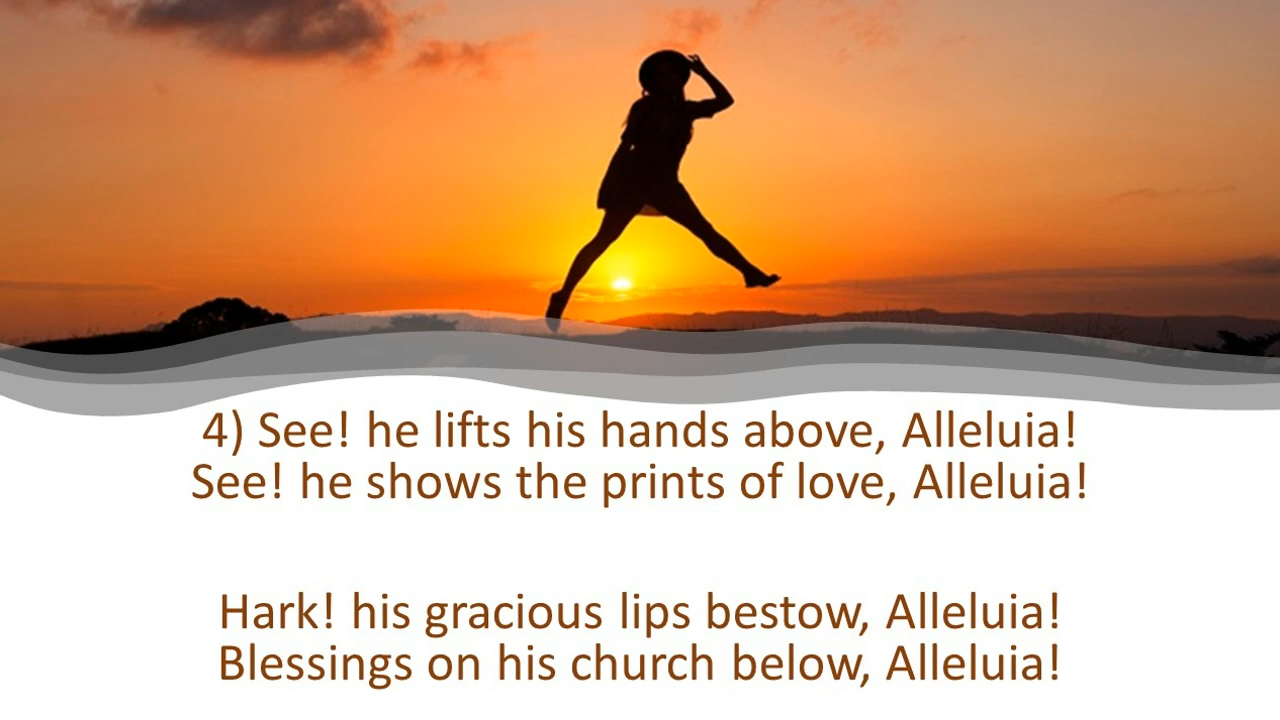 4) See! he lifts his hands above, Alleluia!
See! he shows the prints of love, Alleluia!
Hark! his gracious lips bestow, Alleluia!
Blessings on his church below, Alleluia!